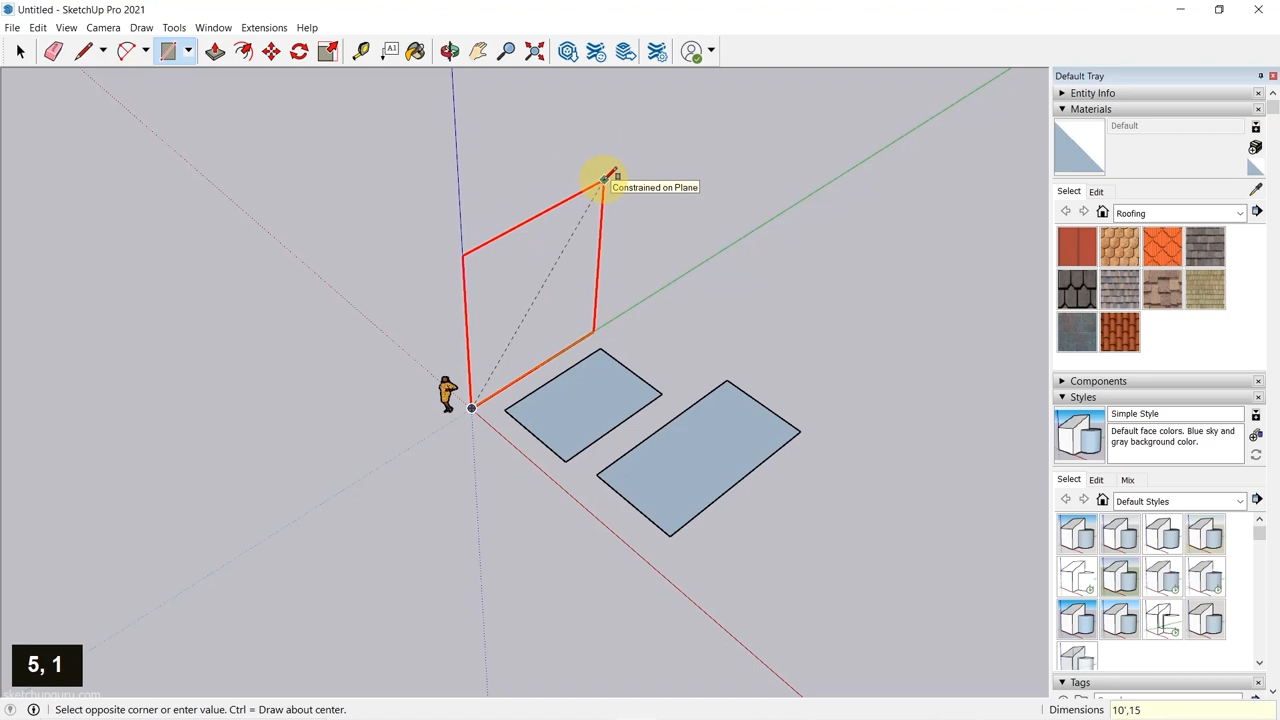 Untitled - SketchUp Pro 2021
File Edit View Camera Draw Tools Window Extensions Help
AI
Default Tray
Entity Info
Materials
Default
Select Edit
Roofing
Constrained on Plane
Components
Styles
Simple Style
Default face colors. Blue sky and
gray background color.
Select Edit Mix
Default Styles
5, 1
Tags
sketchupguru.com
Select opposite corner or enter value. Ctrl = Draw about center.
Dimensions 10',15